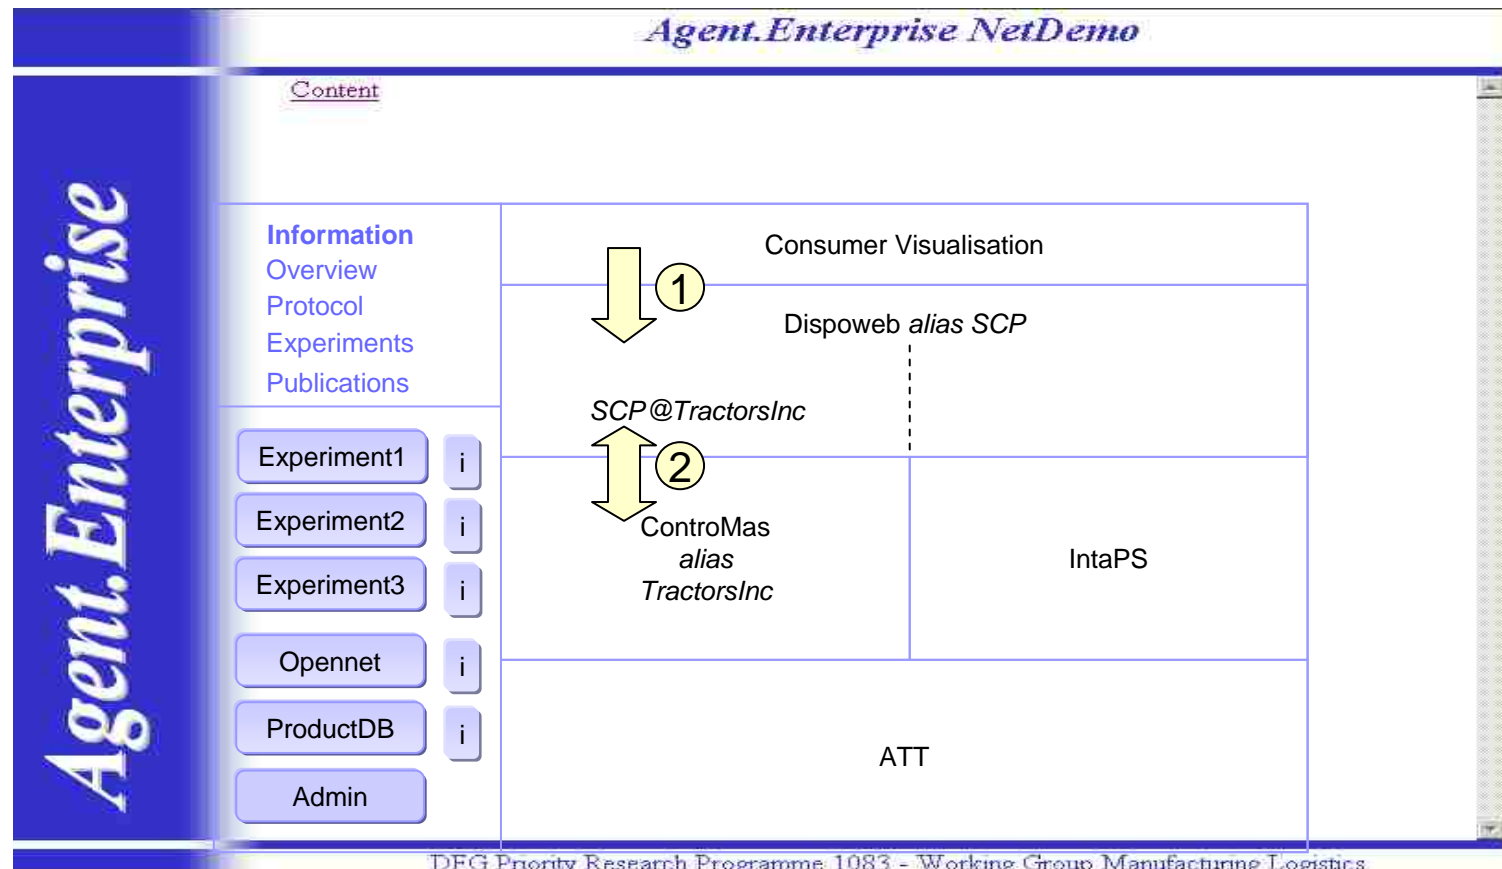 Agent.Enterprise NetDemo
Content
Agent.Enterprise
Information
Overview
Protocol
Experiments
Publications
Experiment1 i
Experiment2 i
Experiment3 i
Opennet i
ProductDB i
Admin
Consumer Visualisation
1
Dispoweb alias SCP
SCP@TractorsInc
2
ControMas
alias
TractorsInc
IntaPS
ATT
DFG Priority Research Programme 1083 - Working Group Manufacturing Logistics